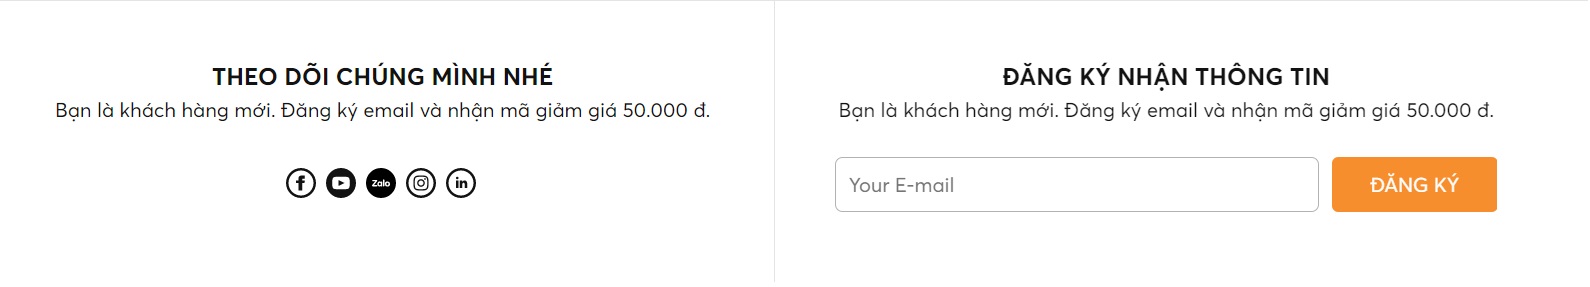 THEO DÕI CHÚNG MÌNH NHÉ
Bạn là khách hàng mới. Đăng ký email và nhận mã giảm giá 50.000 đ.
Zalo
in
ĐĂNG KÝ NHẬN THÔNG TIN
Bạn là khách hàng mới. Đăng ký email và nhận mã giảm giá 50.000 đ.
Your E-mail
ĐĂNG KÝ